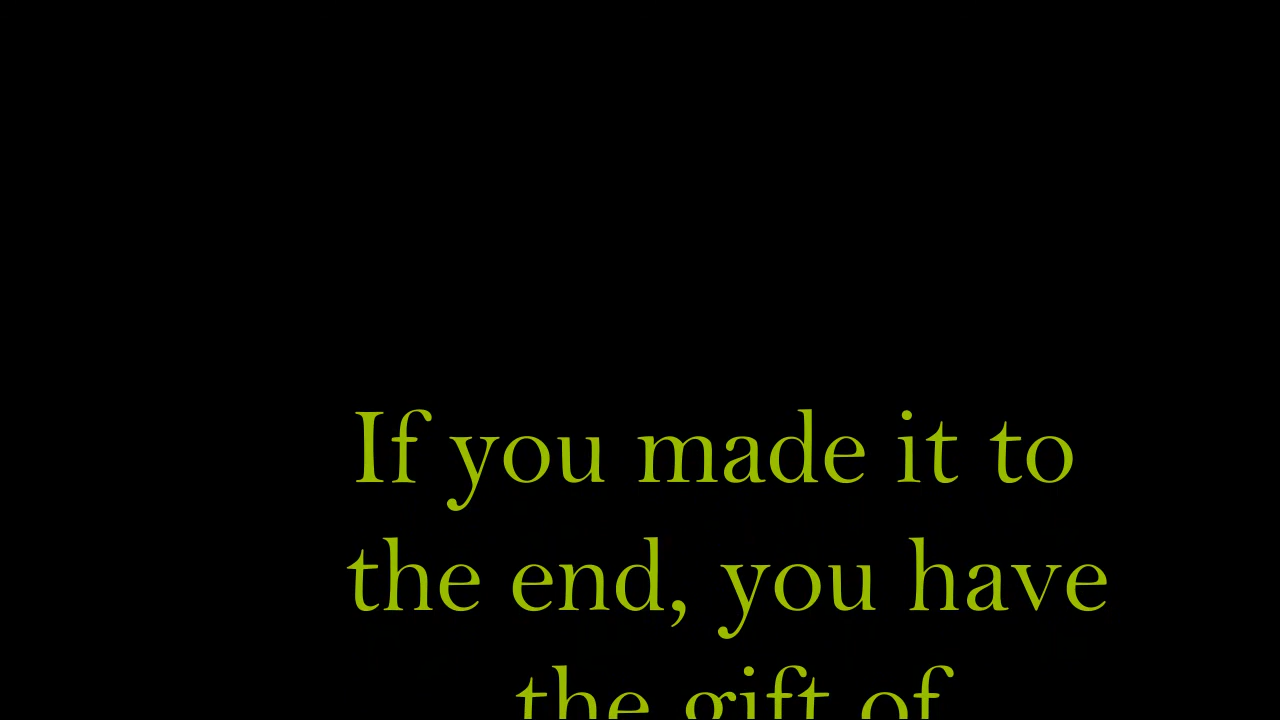 If you made it to
the end, you have
the gift of